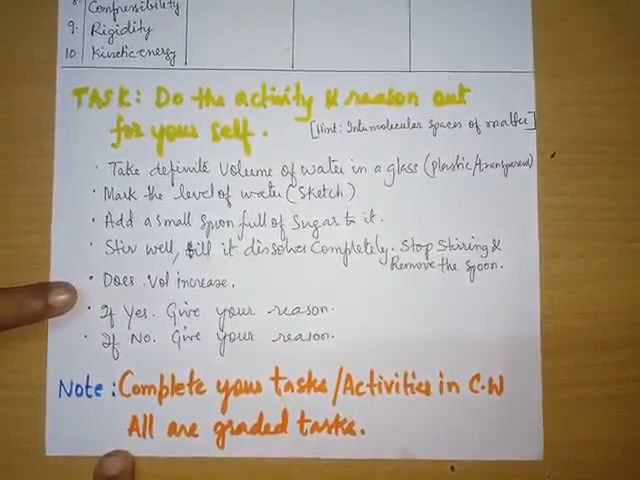 8. Compressibility
9. Rigidity
10. Kinetic energy
TASK: Do the activity & reason out
for your self. [Hint: Intermolecular spaces of matter]
• Take definite volume of water in a glass (plastic/transparent)
• Mark the level of water (Sketch)
• Add a small spoon full of sugar to it.
• Stir well, till it dissolves completely. Stop stirring &
Remove the spoon.
• Does Vol increase.
• If Yes. Give your reason.
• If No. Give your reason.
Note: Complete your tasks/Activities in C.W
All are graded tasks.